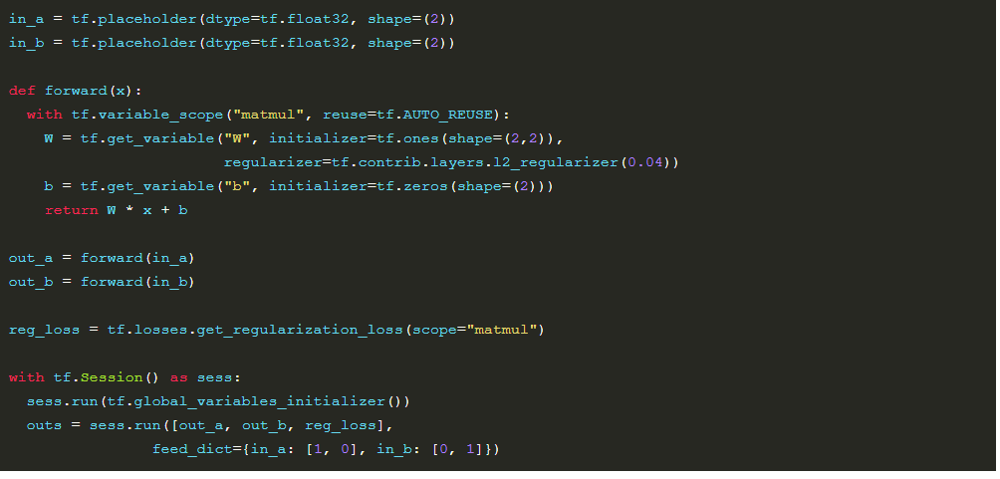 in_a = tf.placeholder(dtype=tf.float32, shape=(2))
in_b = tf.placeholder(dtype=tf.float32, shape=(2))
def forward(x):
with tf.variable_scope("matmul", reuse=tf.AUTO_REUSE):
W = tf.get_variable("W", initializer=tf.ones(shape=(2,2)),
regularizer=tf.contrib.layers.l2_regularizer(0.04))
b = tf.get_variable("b", initializer=tf.zeros(shape=(2)))
return W * x + b
out_a = forward(in_a)
out_b = forward(in_b)
reg_loss = tf.losses.get_regularization_loss(scope="matmul")
with tf.Session() as sess:
sess.run(tf.global_variables_initializer())
outs = sess.run([out_a, out_b, reg_loss],
feed_dict={in_a: [1, 0], in_b: [0, 1]})